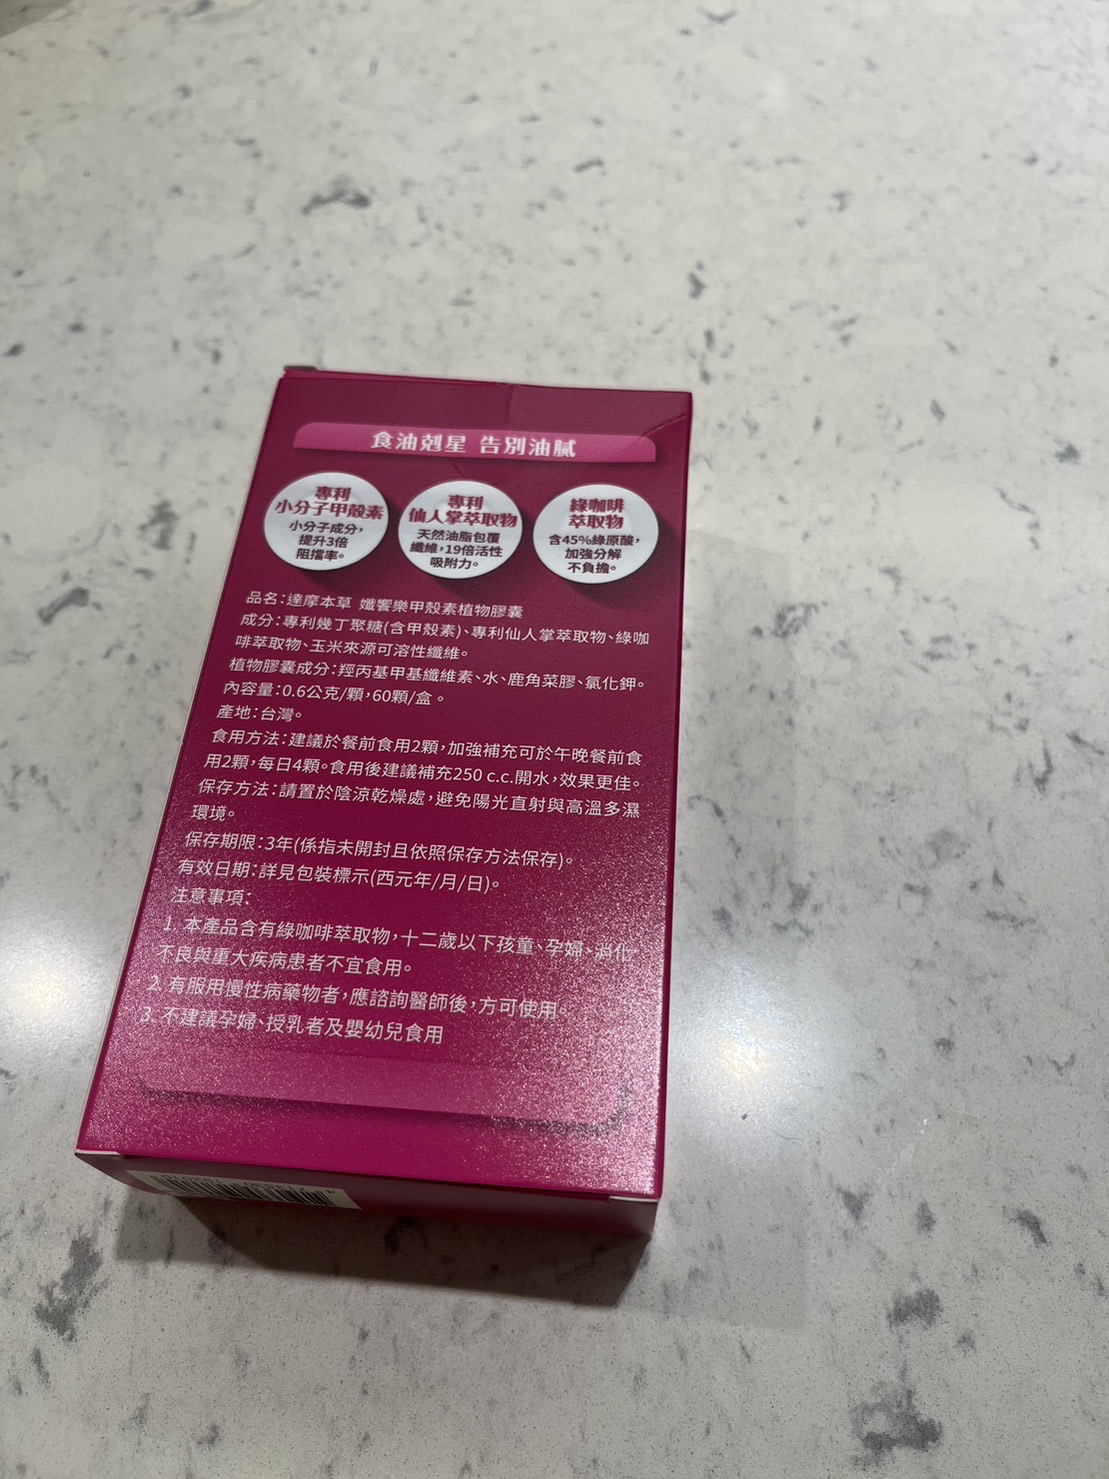 食油剋星 告別油膩
專利
小分子甲殼素
小分子成分，
提升3倍
阻擋率。
專利
仙人掌萃取物
天然油脂包覆
纖維，19倍活性
吸附力。
綠咖啡
萃取物
含45%綠原酸，
加強分解
不負擔。
品名：達摩本草 孅饗樂甲殼素植物膠囊
成分：專利幾丁聚糖(含甲殼素)、專利仙人掌萃取物、綠咖
啡萃取物、玉米來源可溶性纖維。
植物膠囊成分：羥丙基甲基纖維素、水、鹿角菜膠、氯化鉀。
內容量：0.6公克/顆，60顆/盒。
產地：台灣。
食用方法：建議於餐前食用2顆，加強補充可於午晚餐前食
用2顆，每日4顆。食用後建議補充250 c.c.開水，效果更佳。
保存方法：請置於陰涼乾燥處，避免陽光直射與高溫多濕
環境。
保存期限：3年(係指未開封且依照保存方法保存)。
有效日期：詳見包裝標示(西元年/月/日)。
注意事項：
1. 本產品含有綠咖啡萃取物，十二歲以下孩童、孕婦、消化
不良與重大疾病患者不宜食用。
2. 有服用慢性病藥物者，應諮詢醫師後，方可使用。
3. 不建議孕婦、授乳者及嬰幼兒食用